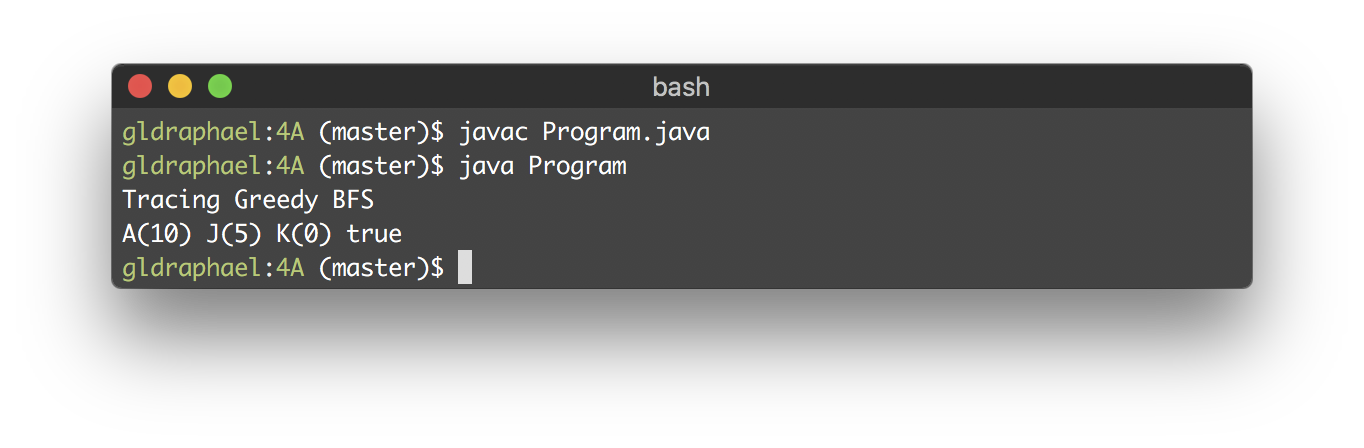 bash
gldraphael:4A (master)$ javac Program.java
gldraphael:4A (master)$ java Program
Tracing Greedy BFS
A(10) J(5) K(0) true
gldraphael:4A (master)$